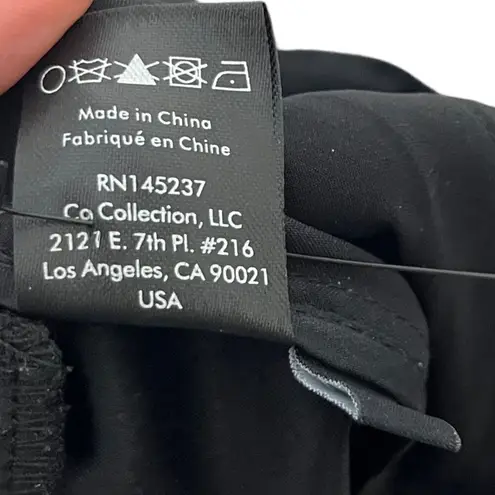 Made in China
Fabriqué en Chine
RN145237
Ca Collection, LLC
2121 E. 7th Pl. #216
Los Angeles, CA 90021
USA